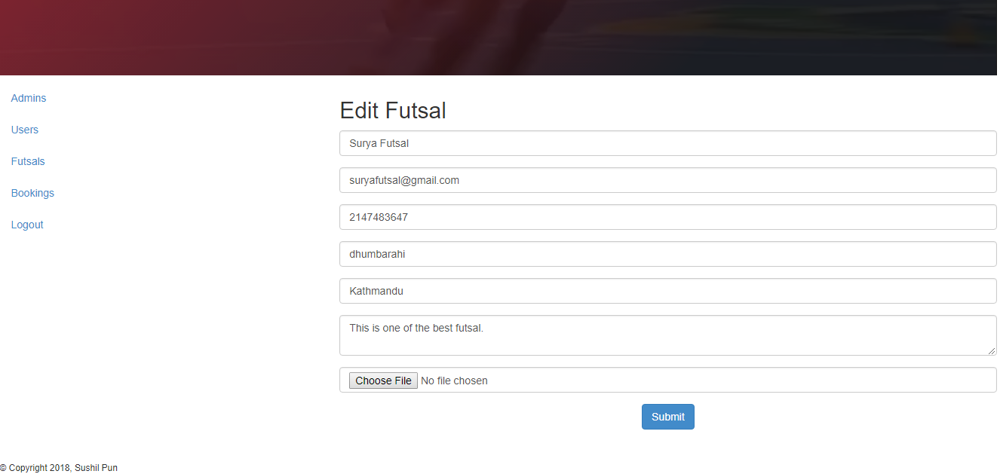 Admins
Users
Futsals
Bookings
Logout
Edit Futsal
Surya Futsal
suryafutsal@gmail.com
2147483647
dhumbarahi
Kathmandu
This is one of the best futsal.
Choose File No file chosen
Submit
© Copyright 2018, Sushil Pun